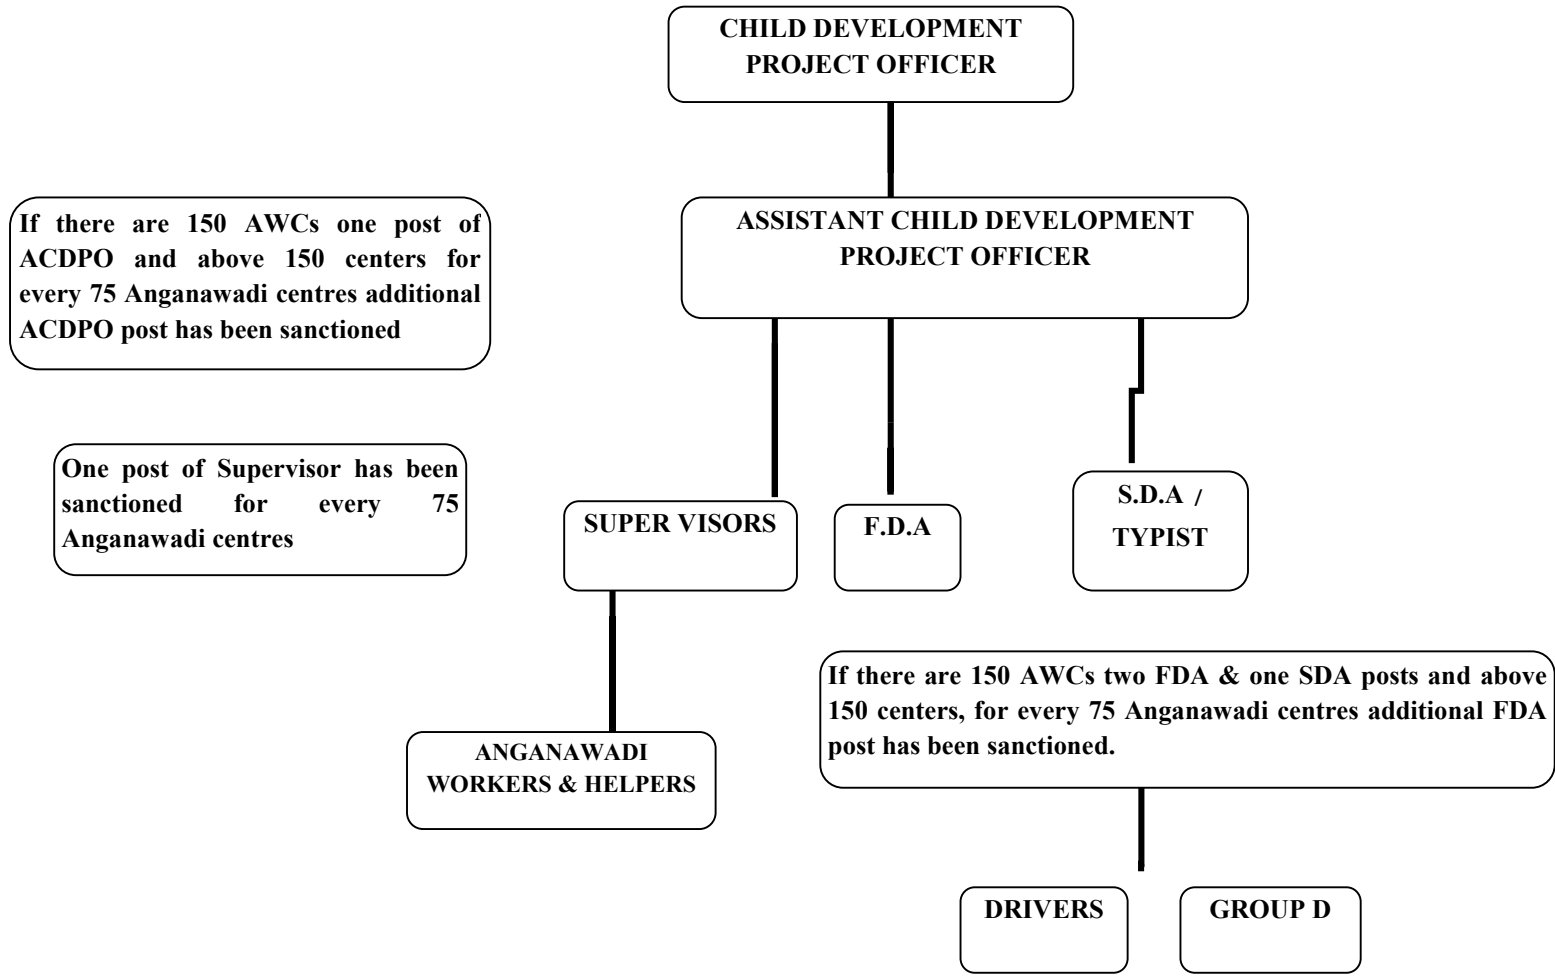 CHILD DEVELOPMENT
PROJECT OFFICER
If there are 150 AWCs one post of
ACDPO and above 150 centers for
every 75 Anganawadi centres additional
ACDPO post has been sanctioned
ASSISTANT CHILD DEVELOPMENT
PROJECT OFFICER
One post of Supervisor has been
sanctioned for every 75
Anganawadi centres
SUPER VISORS
F.D.A
S.D.A /
TYPIST
If there are 150 AWCs two FDA & one SDA posts and above
150 centers, for every 75 Anganawadi centres additional FDA
post has been sanctioned.
ANGANAWADI
WORKERS & HELPERS
DRIVERS
GROUP D